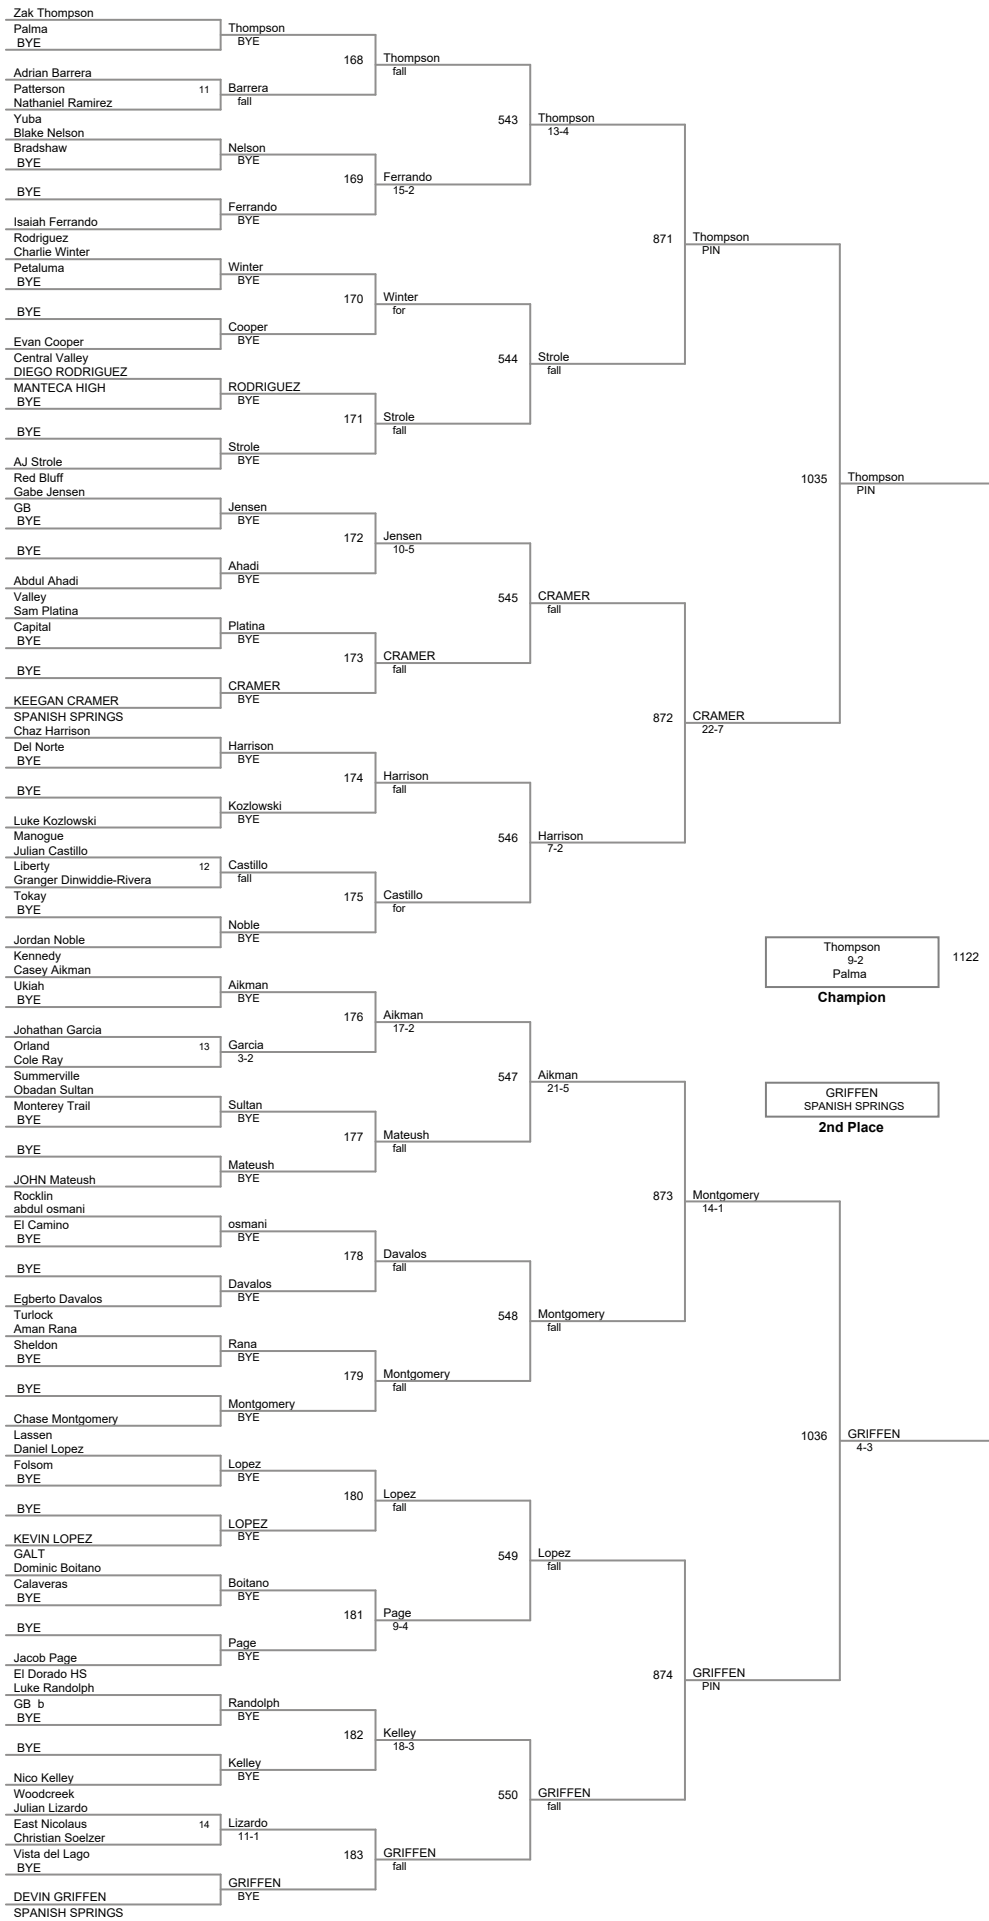 Zak Thompson
Palma
BYE
Adrian Barrera
Patterson
Nathaniel Ramirez
Yuba
Blake Nelson
Bradshaw
BYE
BYE
Isaiah Ferrando
Rodriguez
Charlie Winter
Petaluma
BYE
BYE
Evan Cooper
Central Valley
DIEGO RODRIGUEZ
MANTECA HIGH
BYE
BYE
AJ Strole
Red Bluff
Gabe Jensen
GB
BYE
BYE
Abdul Ahadi
Valley
Sam Platina
Capital
BYE
BYE
KEEGAN CRAMER
SPANISH SPRINGS
Chaz Harrison
Del Norte
BYE
BYE
Luke Kozlowski
Manogue
Julian Castillo
Liberty
Granger Dinwiddie-Rivera
Tokay
BYE
Jordan Noble
Kennedy
Casey Aikman
Ukiah
BYE
Johathan Garcia
Orland
Cole Ray
Summerville
Obadan Sultan
Monterey Trail
BYE
BYE
JOHN Mateush
Rocklin
abdul osmani
El Camino
BYE
BYE
Egberto Davalos
Turlock
Aman Rana
Sheldon
BYE
BYE
Chase Montgomery
Lassen
Daniel Lopez
Folsom
BYE
BYE
KEVIN LOPEZ
GALT
Dominic Boitano
Calaveras
BYE
BYE
Jacob Page
El Dorado HS
Luke Randolph
GB b
BYE
BYE
Nico Kelley
Woodcreek
Julian Lizardo
East Nicolaus
Christian Soelzer
Vista del Lago
BYE
DEVIN GRIFFEN
SPANISH SPRINGS
11
12
13
14
Thompson
BYE
Barrera
fall
Nelson
BYE
Ferrando
BYE
Winter
BYE
Cooper
BYE
RODRIGUEZ
BYE
Strole
BYE
Jensen
BYE
Ahadi
BYE
Platina
BYE
CRAMER
BYE
Harrison
BYE
Kozlowski
BYE
Castillo
fall
Noble
BYE
Aikman
BYE
Garcia
3-2
Sultan
BYE
Mateush
BYE
osmani
BYE
Davalos
BYE
Rana
BYE
Montgomery
BYE
Lopez
BYE
LOPEZ
BYE
Boitano
BYE
Page
BYE
Randolph
BYE
Kelley
BYE
Lizardo
11-1
GRIFFEN
BYE
168
169
170
171
172
173
174
175
176
177
178
179
180
181
182
183
Thompson
fall
Ferrando
15-2
Winter
for
Strole
fall
Jensen
10-5
CRAMER
fall
Harrison
fall
Castillo
for
Aikman
17-2
Mateush
fall
Davalos
fall
Montgomery
fall
Lopez
fall
Page
9-4
Kelley
18-3
GRIFFEN
fall
543
544
545
546
547
548
549
550
Thompson
13-4
Strole
fall
CRAMER
fall
Harrison
7-2
Aikman
21-5
Montgomery
fall
Lopez
fall
GRIFFEN
fall
871
872
873
874
Thompson
PIN
CRAMER
22-7
Montgomery
14-1
GRIFFEN
PIN
1035
1036
Thompson
PIN
GRIFFEN
4-3
Thompson
9-2
Palma
1122
Champion
GRIFFEN
SPANISH SPRINGS
2nd Place